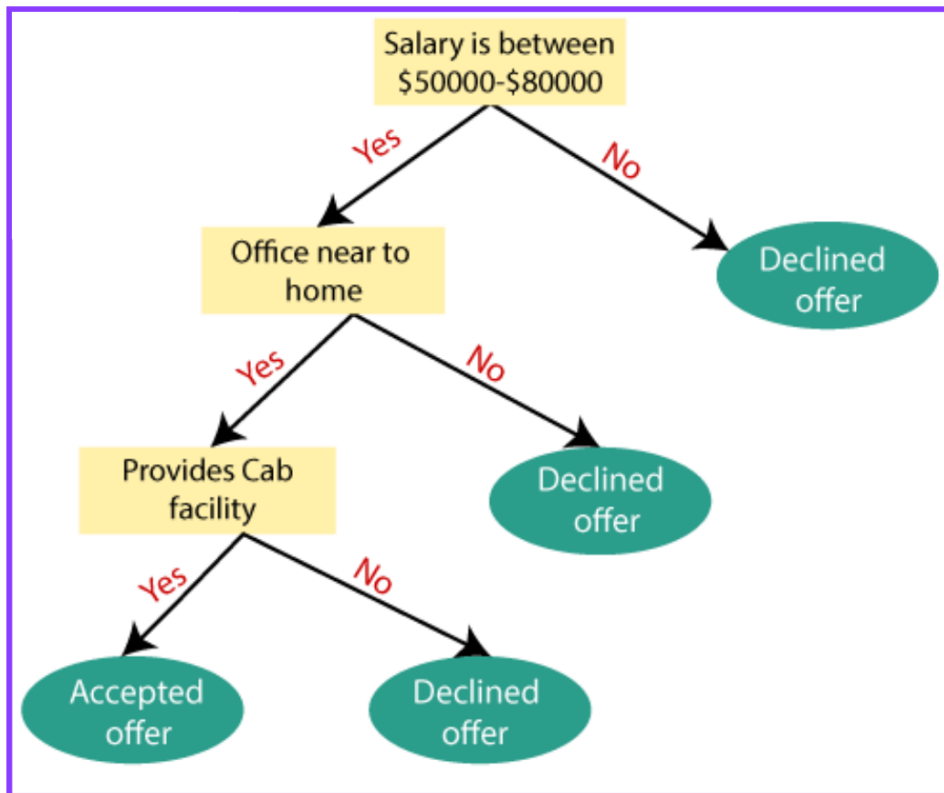 Salary is between
$50000-$80000
Yes
No
Office near to
home
Declined
offer
Yes
No
Provides Cab
facility
Declined
offer
Yes
No
Accepted
offer
Declined
offer